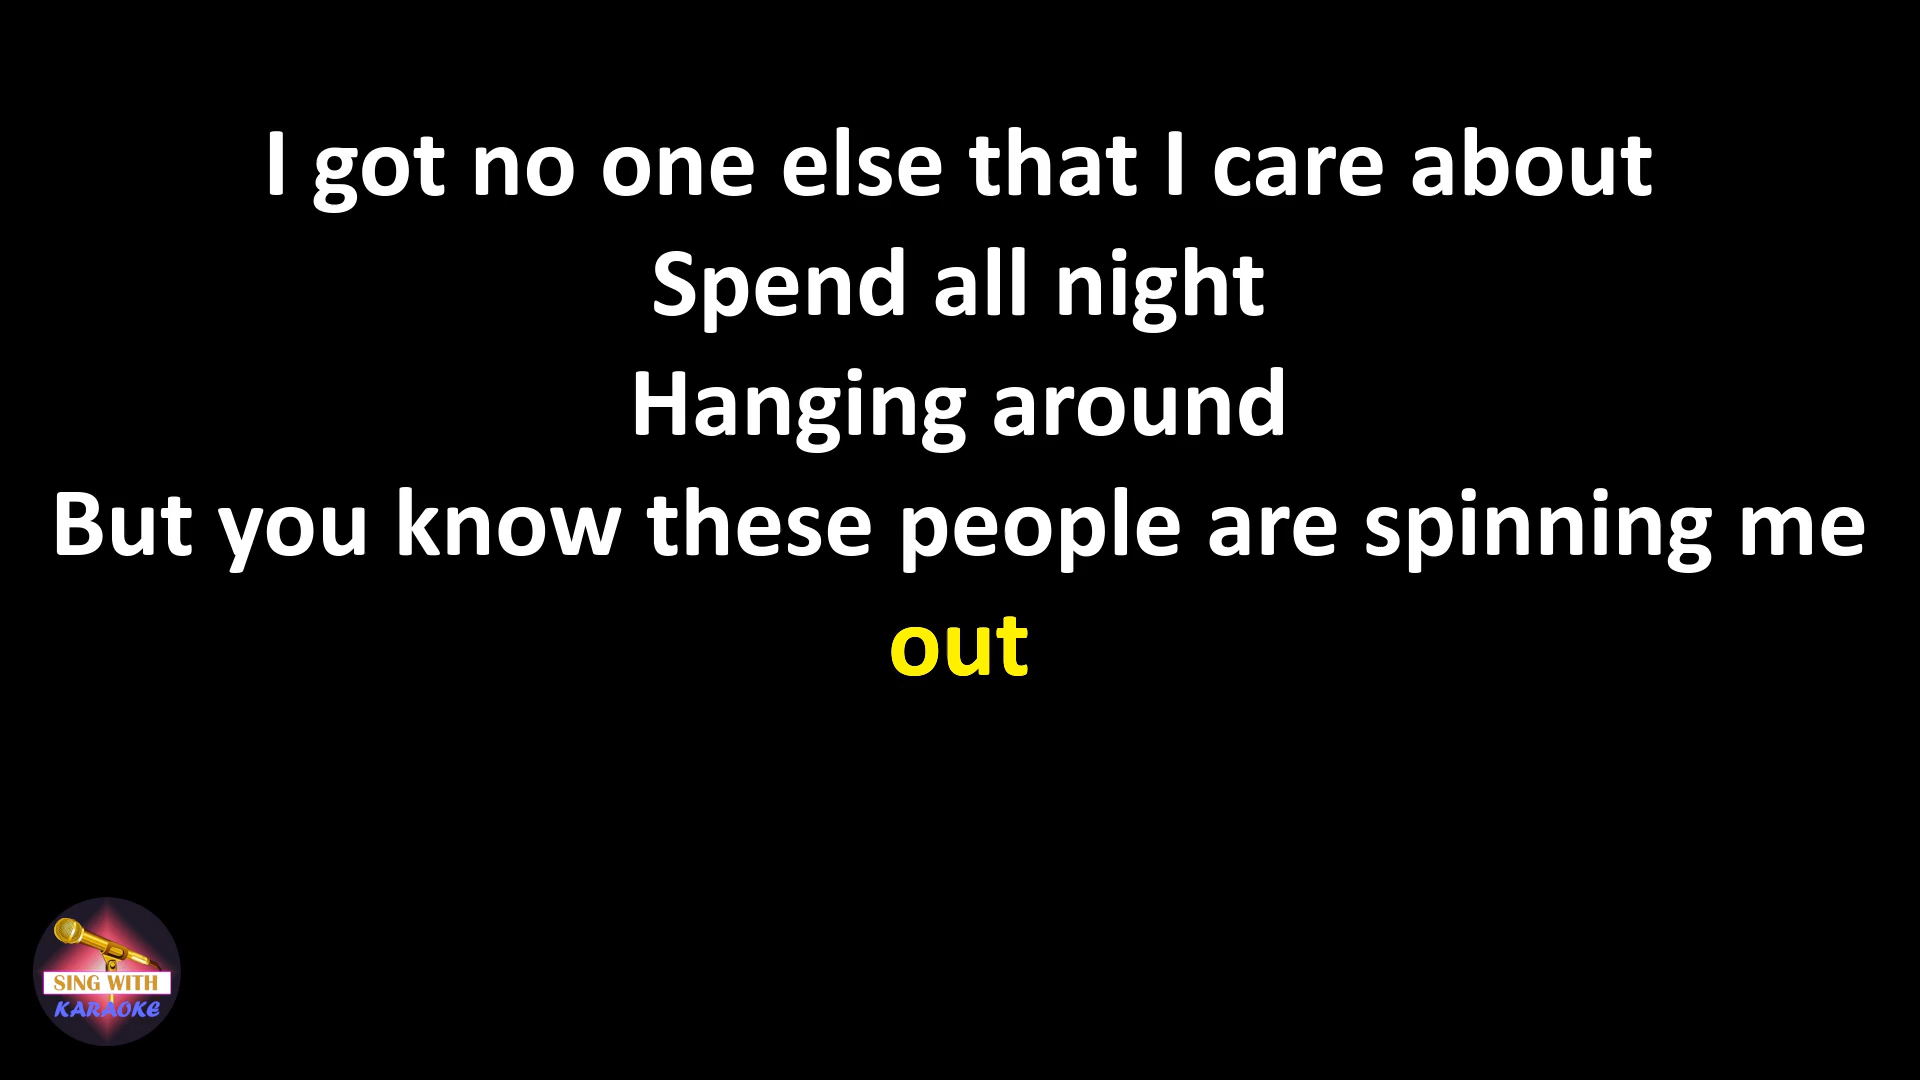 I got no one else that I care about
Spend all night
Hanging around
But you know these people are spinning me
out
SING WITH
KARAOKE